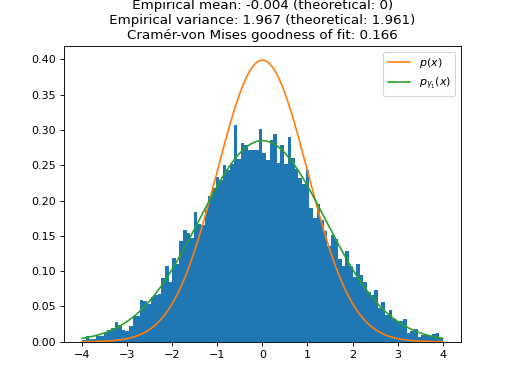 Empirical mean: -0.004 (theoretical: 0)
Empirical variance: 1.967 (theoretical: 1.961)
Cramér-von Mises goodness of fit: 0.166
0.40
0.35
0.30
0.25
0.20
0.15
0.10
0.05
0.00
p(x)
p_{γ_1}(x)
−4 −3 −2 −1 0 1 2 3 4